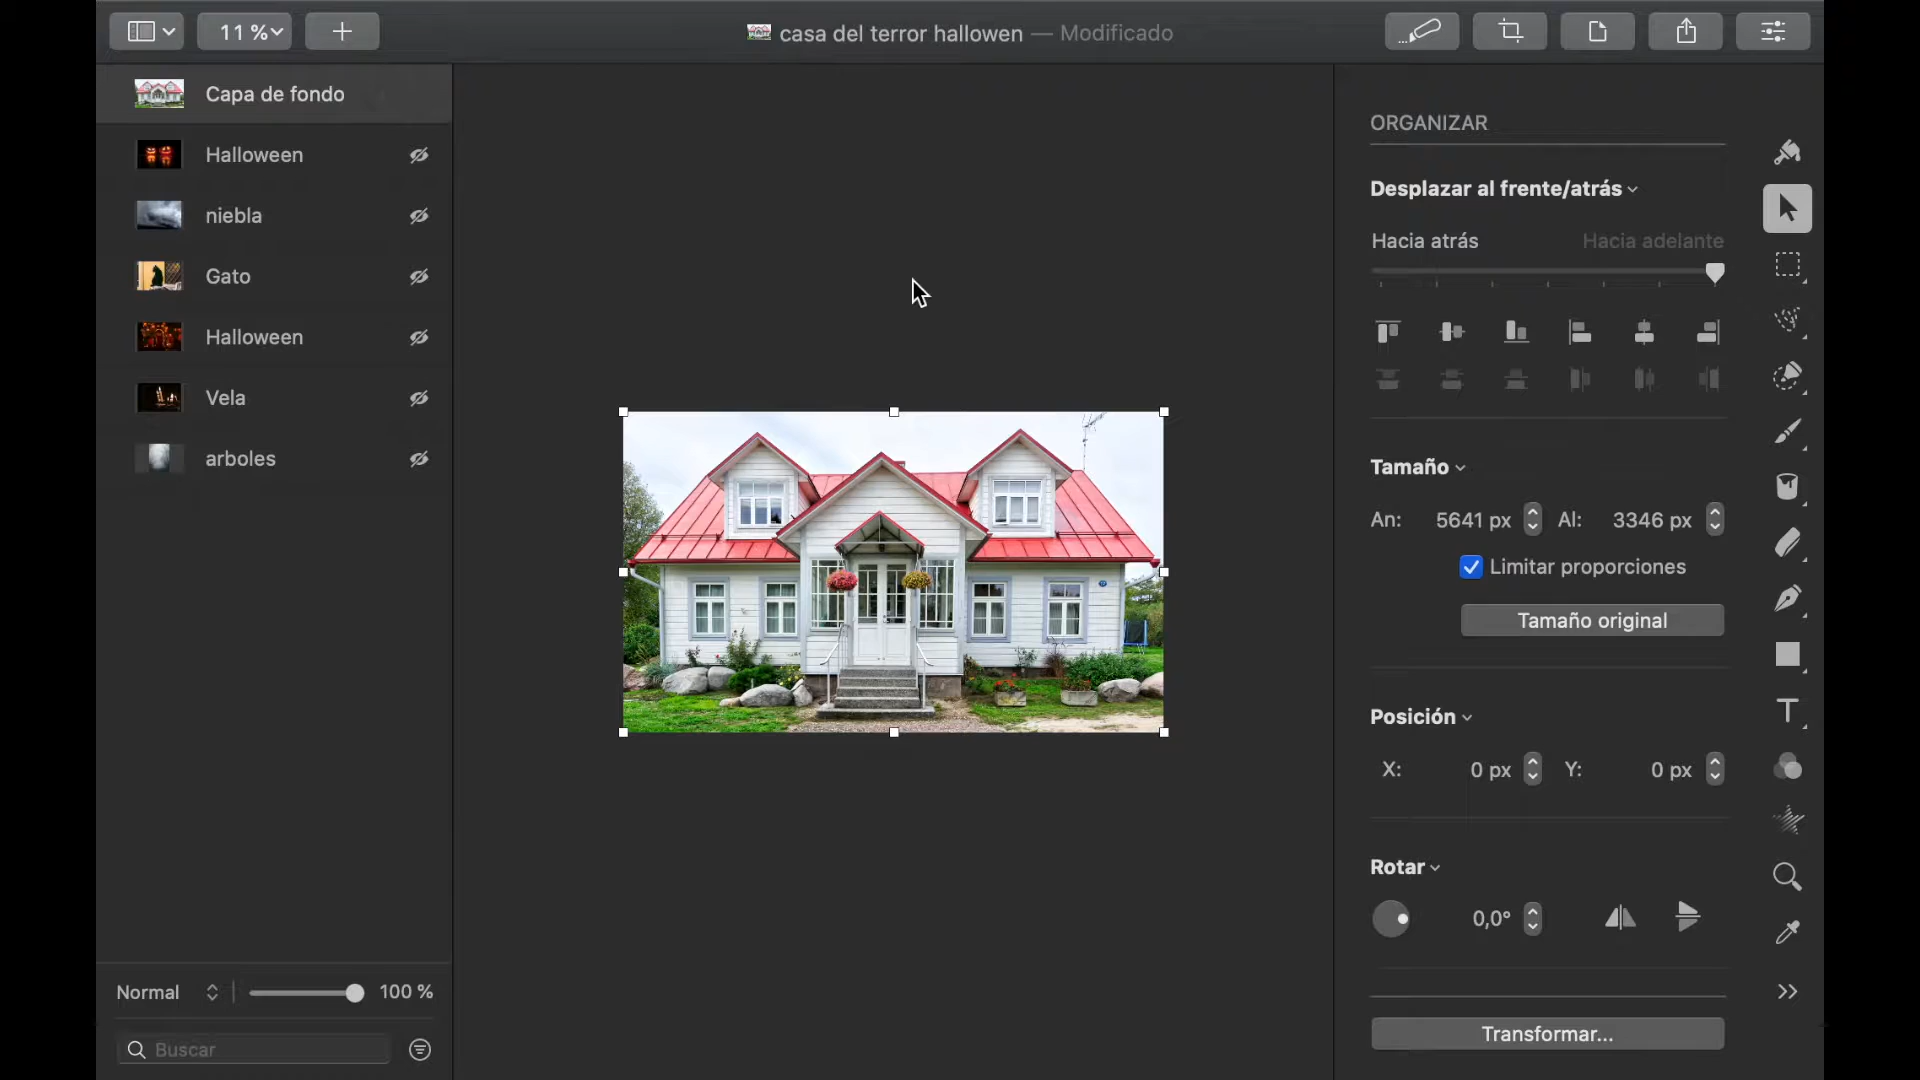 11 %
casa del terror hallowen — Modificado
Capa de fondo
Halloween
niebla
Gato
Halloween
Vela
arboles
Normal
100 %
Buscar
ORGANIZAR
Desplazar al frente/atrás
Hacia atrás Hacia adelante
Tamaño
An: 5641 px Al: 3346 px
Limitar proporciones
Tamaño original
Posición
X: 0 px Y: 0 px
Rotar
0,0°
Transformar...